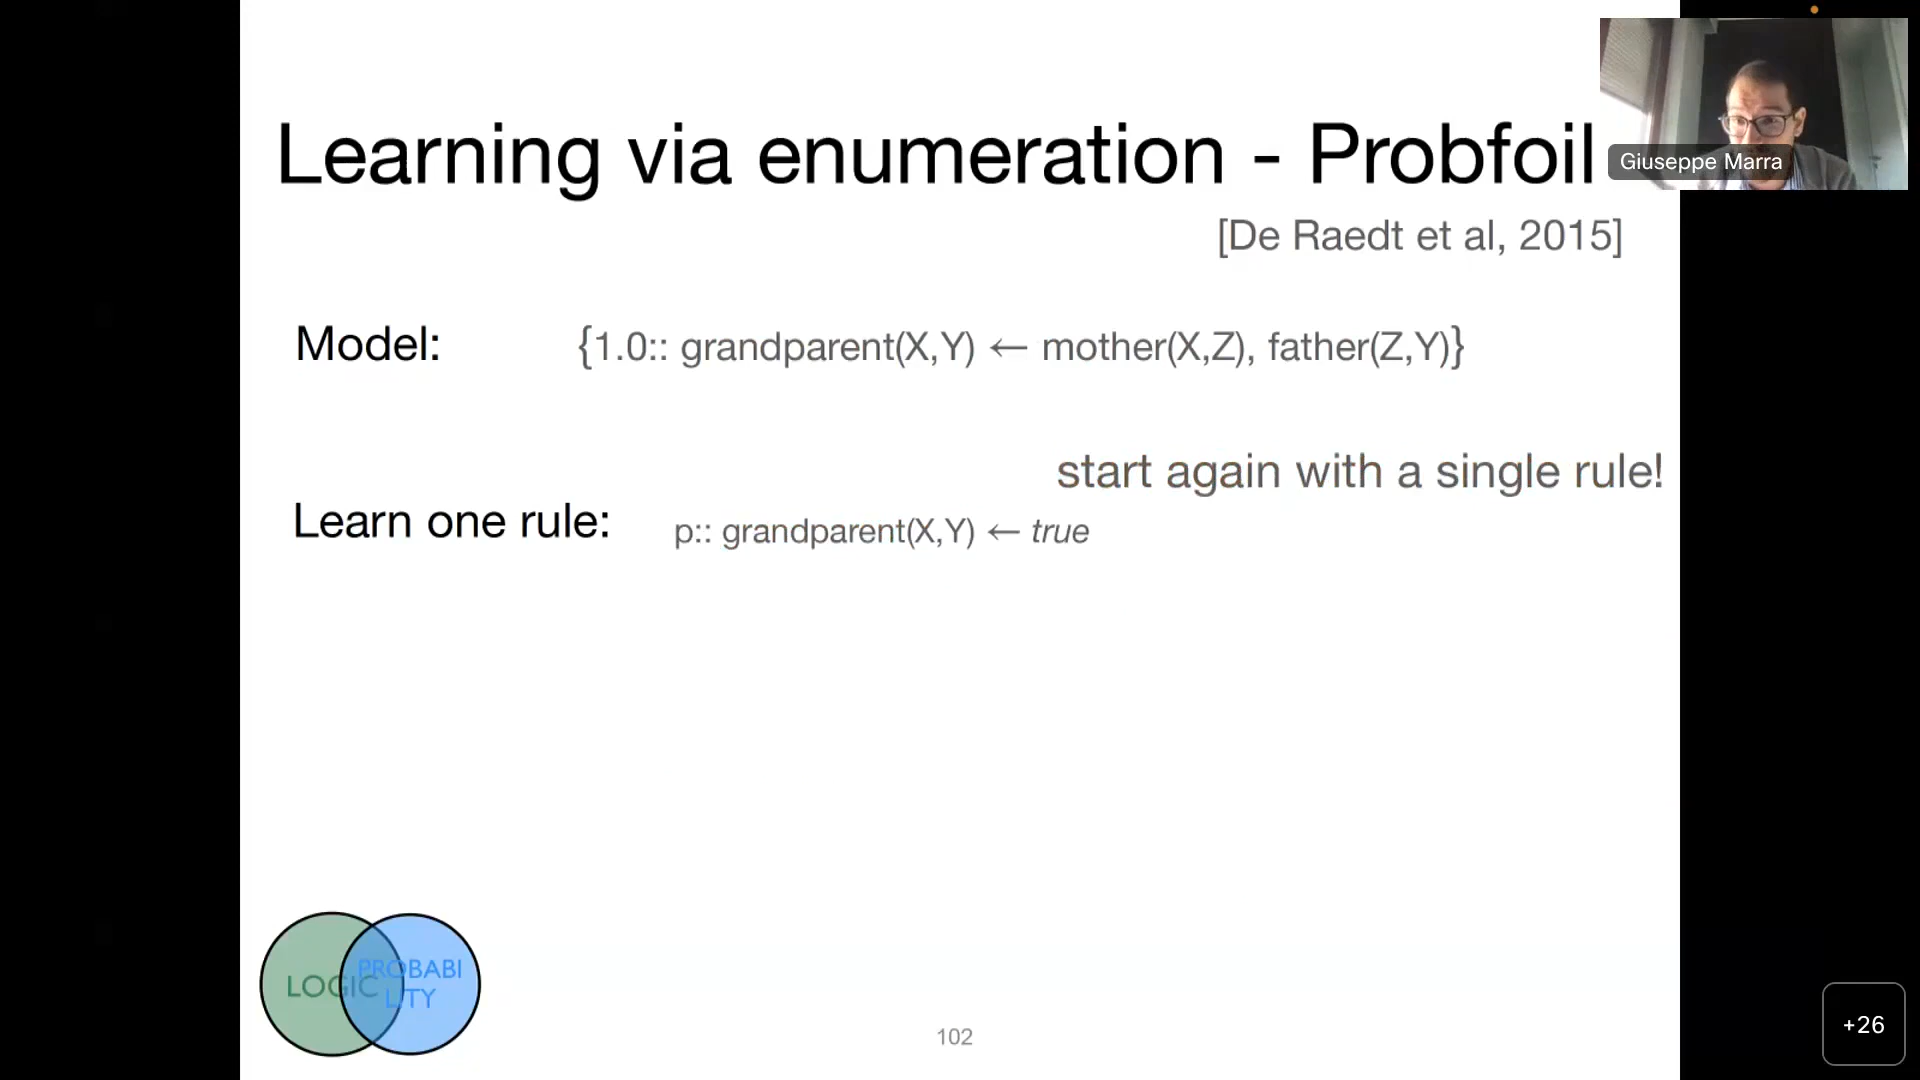 Learning via enumeration - Probfoil
Giuseppe Marra
[De Raedt et al, 2015]
Model:
{1.0:: grandparent(X,Y) ← mother(X,Z), father(Z,Y)}
start again with a single rule!
Learn one rule:
p:: grandparent(X,Y) ← true
LOGIC
PROBABI
LITY
102
+26